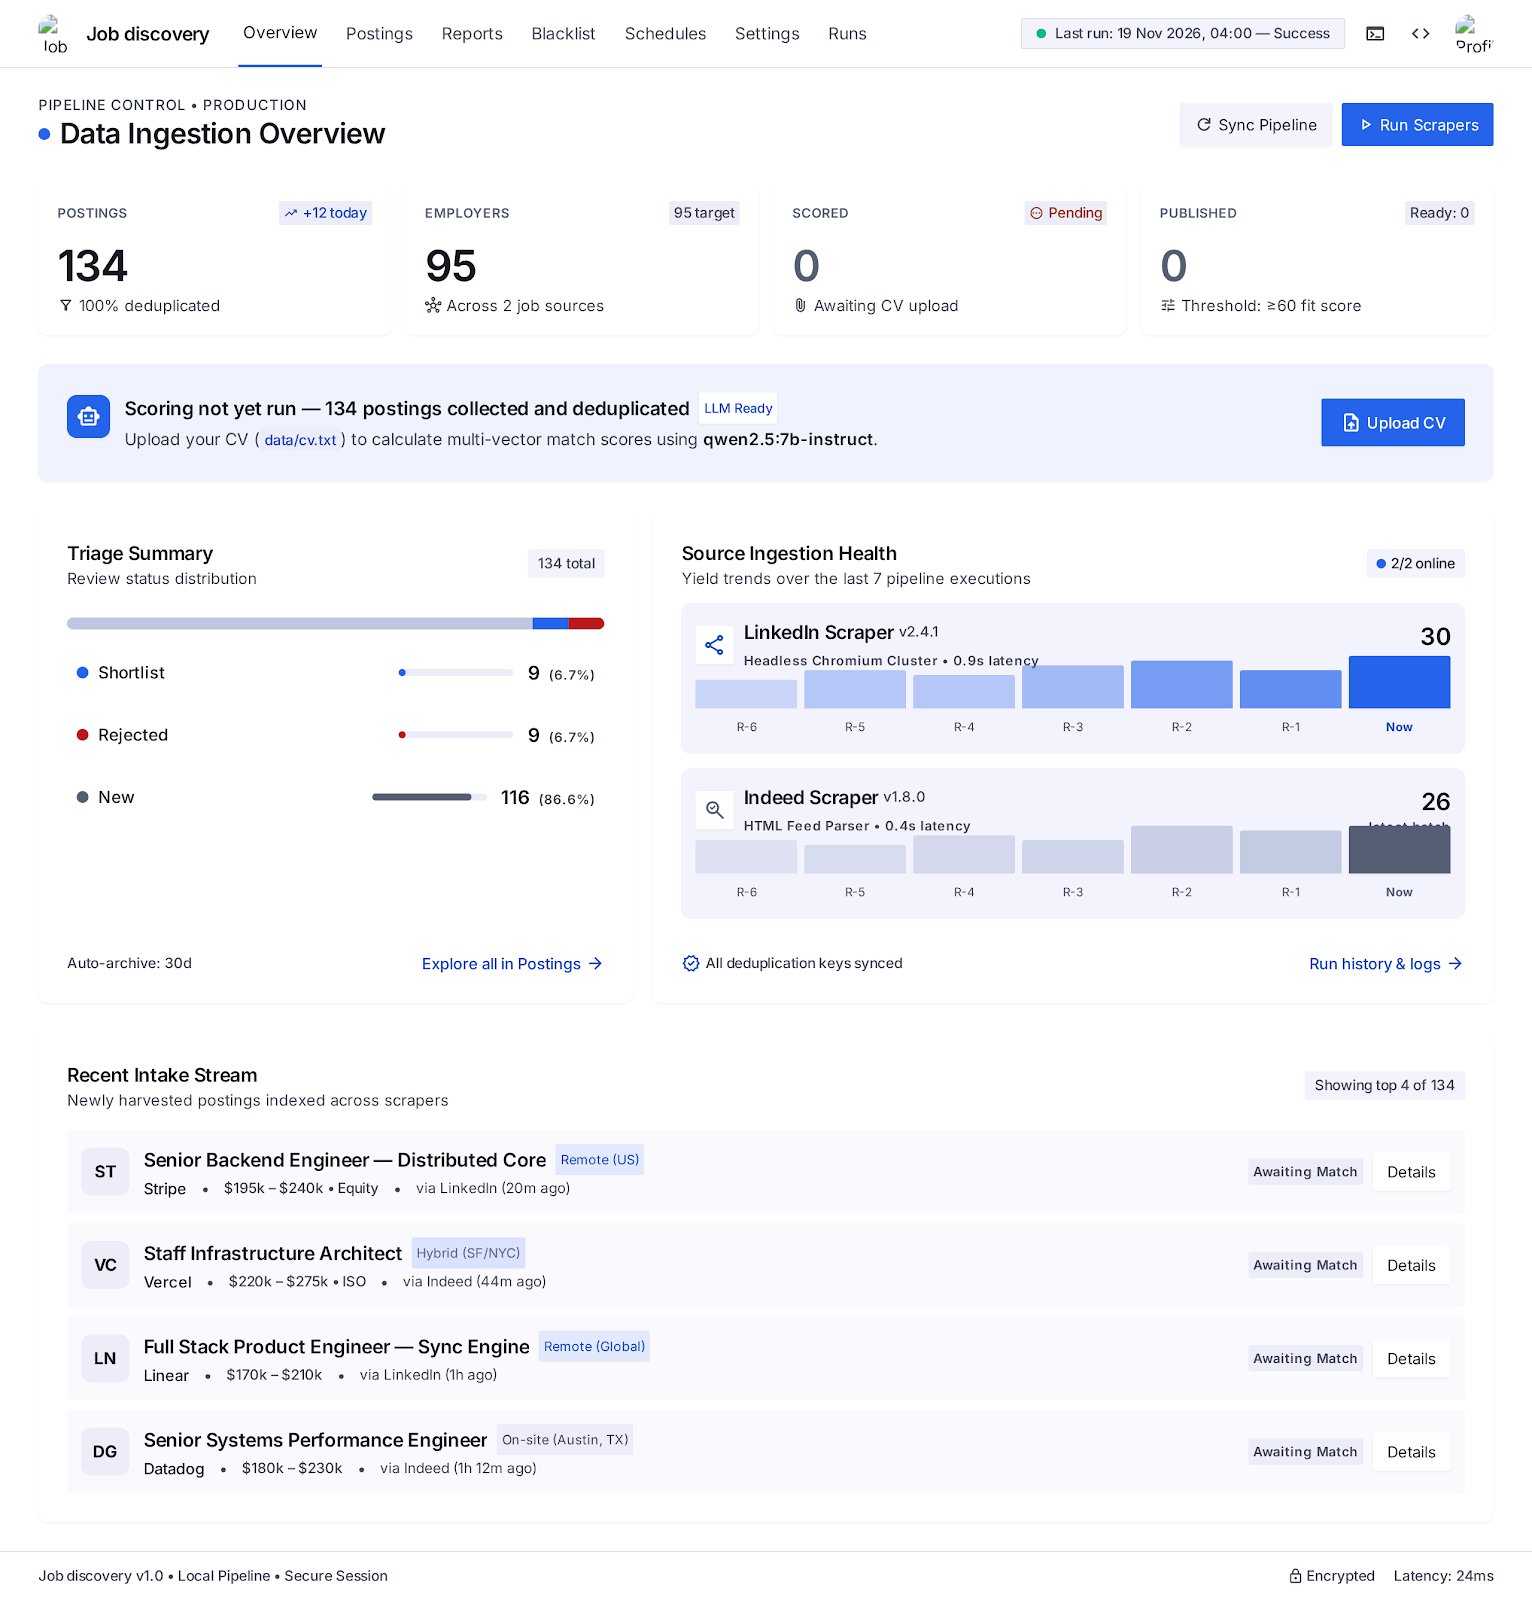 Job
Job discovery
Overview
Postings
Reports
Blacklist
Schedules
Settings
Runs
Last run: 19 Nov 2026, 04:00 — Success
PIPELINE CONTROL • PRODUCTION
Data Ingestion Overview
Sync Pipeline
Run Scrapers
POSTINGS
+12 today
134
100% deduplicated
EMPLOYERS
95 target
95
Across 2 job sources
SCORED
Pending
0
Awaiting CV upload
PUBLISHED
Ready: 0
0
Threshold: ≥60 fit score
Scoring not yet run — 134 postings collected and deduplicated LLM Ready
Upload your CV ( data/cv.txt ) to calculate multi-vector match scores using qwen2.5:7b-instruct.
Upload CV
Triage Summary
Review status distribution
134 total
Shortlist 9 (6.7%)
Rejected 9 (6.7%)
New 116 (86.6%)
Auto-archive: 30d
Explore all in Postings
Source Ingestion Health
Yield trends over the last 7 pipeline executions
2/2 online
LinkedIn Scraper v2.4.1
Headless Chromium Cluster • 0.9s latency
30
R-6 R-5 R-4 R-3 R-2 R-1 Now
Indeed Scraper v1.8.0
HTML Feed Parser • 0.4s latency
26
R-6 R-5 R-4 R-3 R-2 R-1 Now
All deduplication keys synced
Run history & logs
Recent Intake Stream
Newly harvested postings indexed across scrapers
Showing top 4 of 134
ST
Senior Backend Engineer — Distributed Core Remote (US)
Stripe • $195k – $240k • Equity • via LinkedIn (20m ago)
Awaiting Match
Details
VC
Staff Infrastructure Architect Hybrid (SF/NYC)
Vercel • $220k – $275k • ISO • via Indeed (44m ago)
Awaiting Match
Details
LN
Full Stack Product Engineer — Sync Engine Remote (Global)
Linear • $170k – $210k • via LinkedIn (1h ago)
Awaiting Match
Details
DG
Senior Systems Performance Engineer On-site (Austin, TX)
Datadog • $180k – $230k • via Indeed (1h 12m ago)
Awaiting Match
Details
Job discovery v1.0 • Local Pipeline • Secure Session
Encrypted
Latency: 24ms